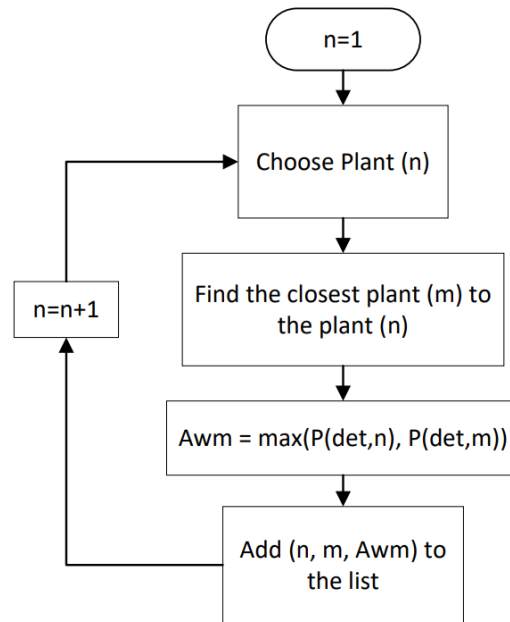 n=1
Choose Plant (n)
Find the closest plant (m) to
the plant (n)
n=n+1
Awm = max(P(det,n), P(det,m))
Add (n, m, Awm) to
the list